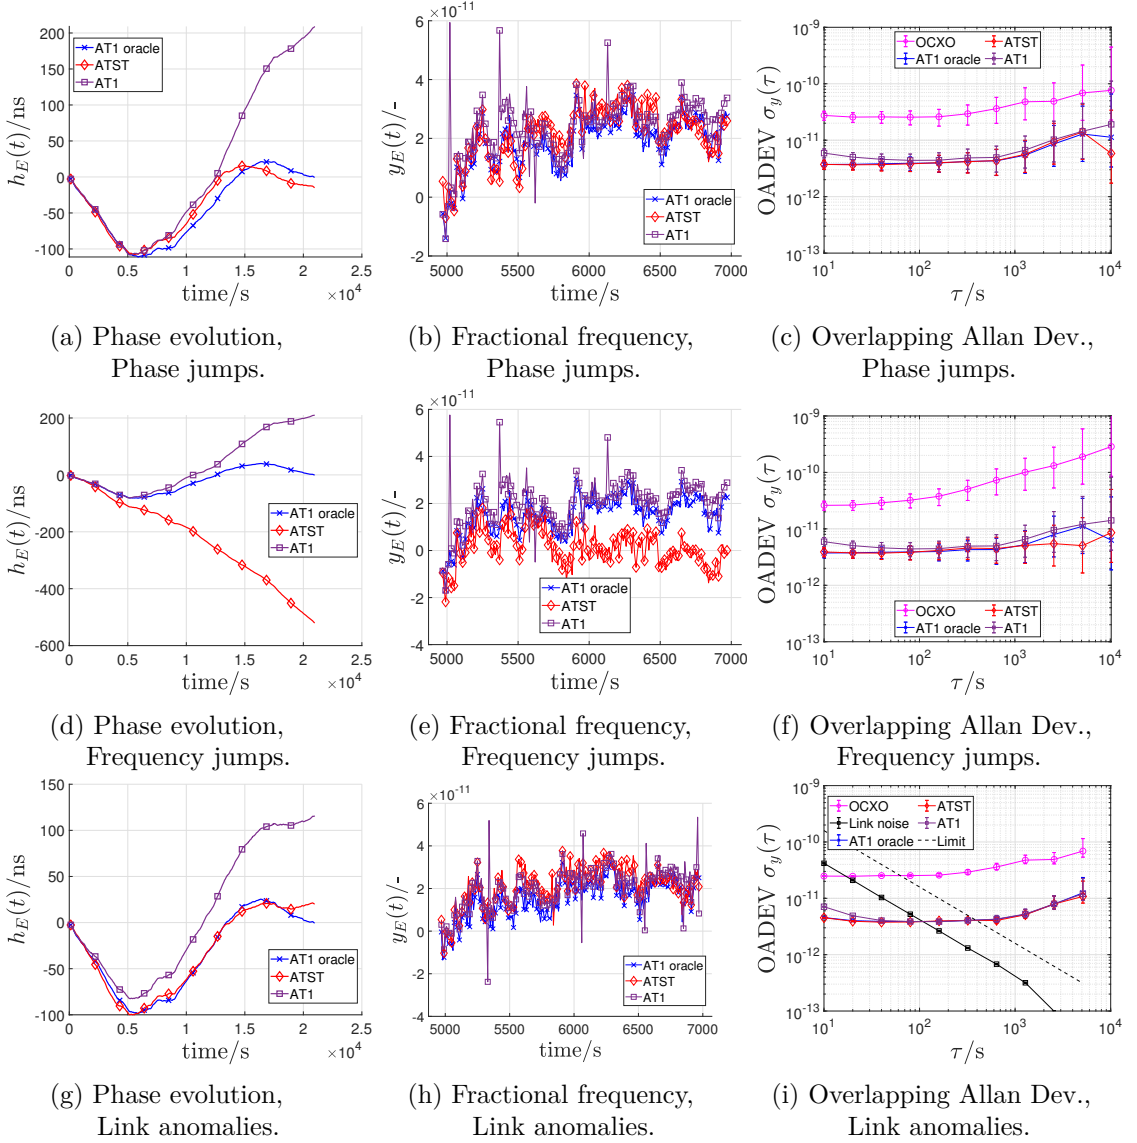 200
150
100
50
0
-50
-100
h_E(t)/ns
AT1 oracle
ATST
AT1
0 0.5 1 1.5 2 2.5
×10^4
time/s
(a) Phase evolution,
Phase jumps.
×10^-11
6
4
2
0
-2
y_E(t)/-
AT1 oracle
ATST
AT1
5000 5500 6000 6500 7000
time/s
(b) Fractional frequency,
Phase jumps.
10^-9
10^-10
10^-11
10^-12
10^-13
OADEV σ_y(τ)
OCXO ATST
AT1 oracle AT1
10^1 10^2 10^3 10^4
τ/s
(c) Overlapping Allan Dev.,
Phase jumps.
200
0
-200
-400
-600
h_E(t)/ns
AT1 oracle
ATST
AT1
0 0.5 1 1.5 2 2.5
×10^4
time/s
(d) Phase evolution,
Frequency jumps.
×10^-11
6
4
2
0
-2
-4
y_E(t)/-
AT1 oracle
ATST
AT1
5000 5500 6000 6500 7000
time/s
(e) Fractional frequency,
Frequency jumps.
10^-9
10^-10
10^-11
10^-12
10^-13
OADEV σ_y(τ)
OCXO ATST
AT1 oracle AT1
10^1 10^2 10^3 10^4
τ/s
(f) Overlapping Allan Dev.,
Frequency jumps.
150
100
50
0
-50
-100
h_E(t)/ns
AT1 oracle
ATST
AT1
0 0.5 1 1.5 2 2.5
×10^4
time/s
(g) Phase evolution,
Link anomalies.
×10^-11
6
4
2
0
-2
-4
y_E(t)/-
AT1 oracle
ATST
AT1
5000 5500 6000 6500 7000
time/s
(h) Fractional frequency,
Link anomalies.
10^-9
10^-10
10^-11
10^-12
10^-13
OADEV σ_y(τ)
OCXO ATST
Link noise AT1
AT1 oracle Limit
10^1 10^2 10^3 10^4
τ/s
(i) Overlapping Allan Dev.,
Link anomalies.